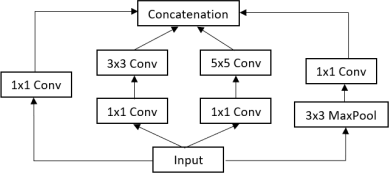 Concatenation
3x3 Conv
5x5 Conv
1x1 Conv
1x1 Conv
1x1 Conv
1x1 Conv
3x3 MaxPool
Input